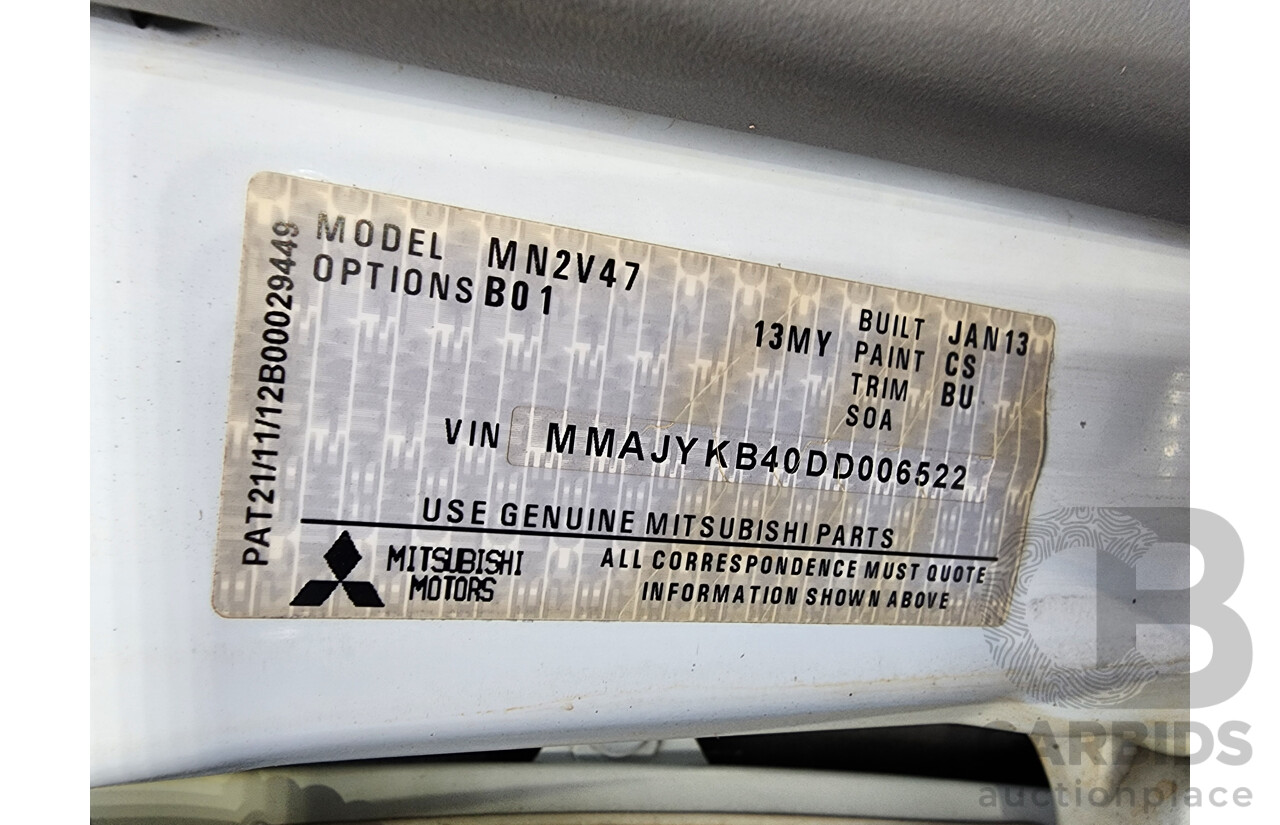 MODEL MN2V47
OPTIONS B01
13MY
BUILT JAN13
PAINT CS
TRIM BU
SOA
PAT21/11/12B00029449
VIN MMAJYKB40DD006522
USE GENUINE MITSUBISHI PARTS
MITSUBISHI MOTORS
ALL CORRESPONDENCE MUST QUOTE
INFORMATION SHOWN ABOVE
CB
CARBIDS
auctionplace